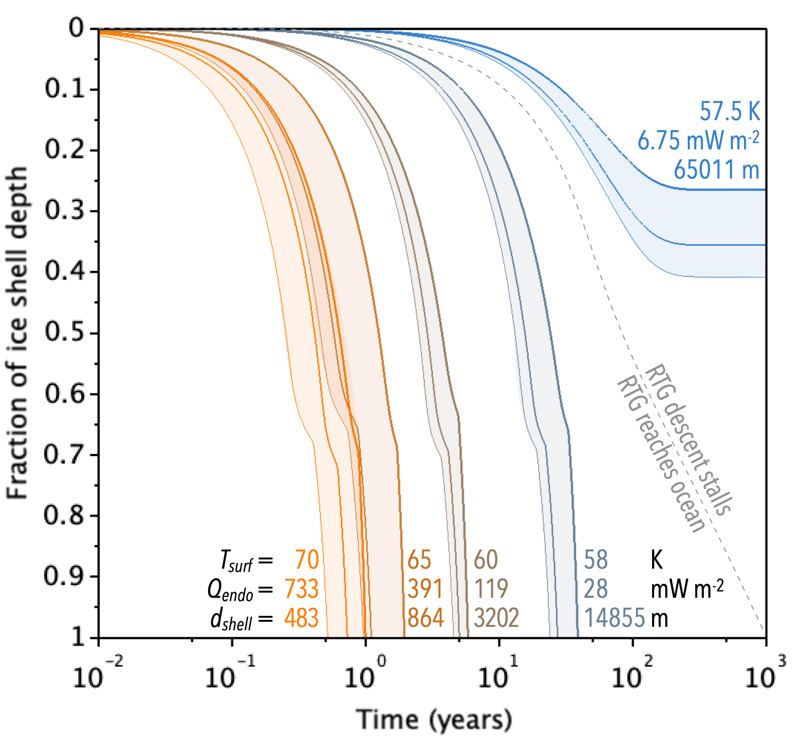 0
0.1
0.2
0.3
0.4
0.5
0.6
0.7
0.8
0.9
1
Fraction of ice shell depth
57.5 K
6.75 mW m-2
65011 m
RTG descent stalls
RTG reaches ocean
Tsurf = 70 65 60 58 K
Qendo = 733 391 119 28 mW m-2
dshell = 483 864 3202 14855 m
10−2 10−1 100 101 102 103
Time (years)